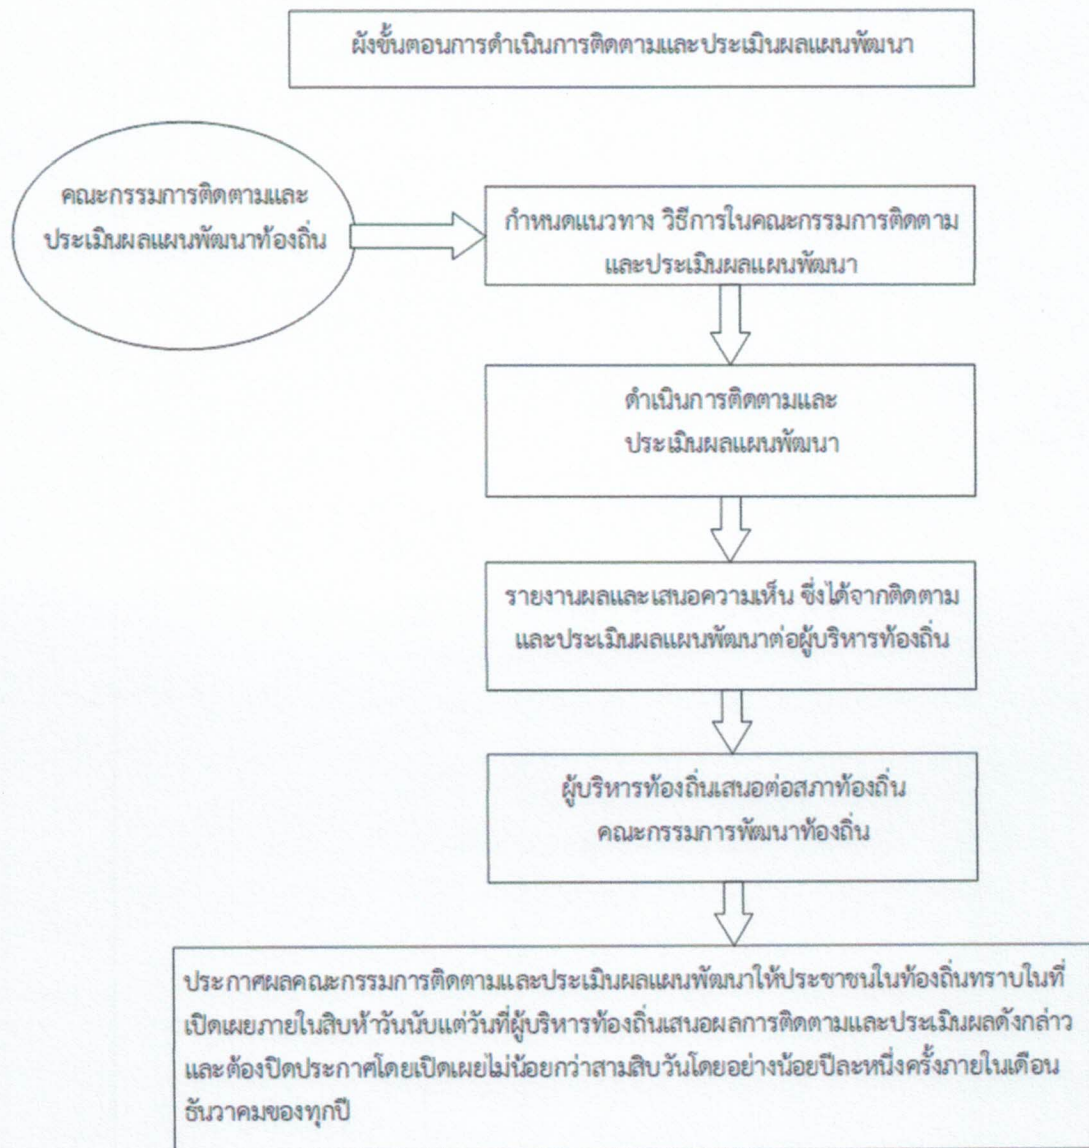 ผังขั้นตอนการดำเนินการติดตามและประเมินผลแผนพัฒนา
คณะกรรมการติดตามและ
ประเมินผลแผนพัฒนาท้องถิ่น
กำหนดแนวทาง วิธีการในคณะกรรมการติดตาม
และประเมินผลแผนพัฒนา
ดำเนินการติดตามและ
ประเมินผลแผนพัฒนา
รายงานผลและเสนอความเห็น ซึ่งได้จากติดตาม
และประเมินผลแผนพัฒนาต่อผู้บริหารท้องถิ่น
ผู้บริหารท้องถิ่นเสนอต่อสภาท้องถิ่น
คณะกรรมการพัฒนาท้องถิ่น
ประกาศผลคณะกรรมการติดตามและประเมินผลแผนพัฒนาให้ประชาชนในท้องถิ่นทราบในที่
เปิดเผยภายในสิบห้าวันนับแต่วันที่ผู้บริหารท้องถิ่นเสนอผลการติดตามและประเมินผลดังกล่าว
และต้องปิดประกาศโดยเปิดเผยไม่น้อยกว่าสามสิบวันโดยอย่างน้อยปีละหนึ่งครั้งภายในเดือน
ธันวาคมของทุกปี